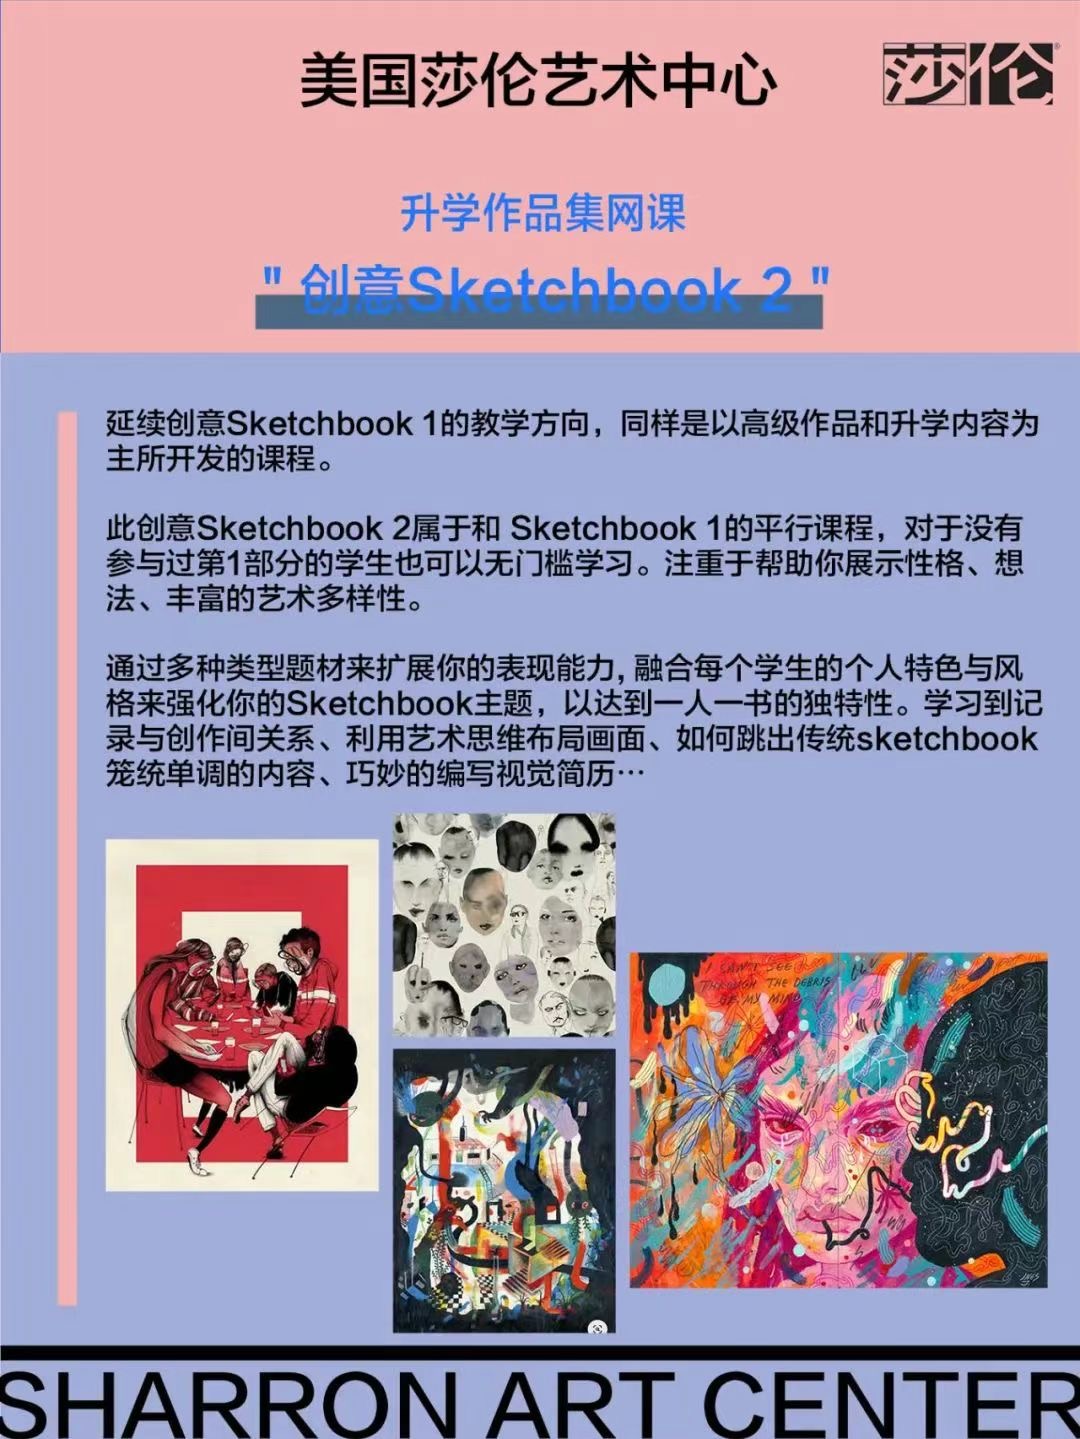 美国莎伦艺术中心
莎伦®
升学作品集网课
"创意Sketchbook 2"
延续创意Sketchbook 1的教学方向，同样是以高级作品和升学内容为
主所开发的课程。
此创意Sketchbook 2属于和 Sketchbook 1的平行课程，对于没有
参与过第1部分的学生也可以无门槛学习。注重于帮助你展示性格、想
法、丰富的艺术多样性。
通过多种类型题材来扩展你的表现能力, 融合每个学生的个人特色与风
格来强化你的Sketchbook主题，以达到一人一书的独特性。学习到记
录与创作间关系、利用艺术思维布局画面、如何跳出传统sketchbook
笼统单调的内容、巧妙的编写视觉简历…
I CAN'T SEE
THROUGH THE DEBRIS
OF MY MIND
SHARRON ART CENTER